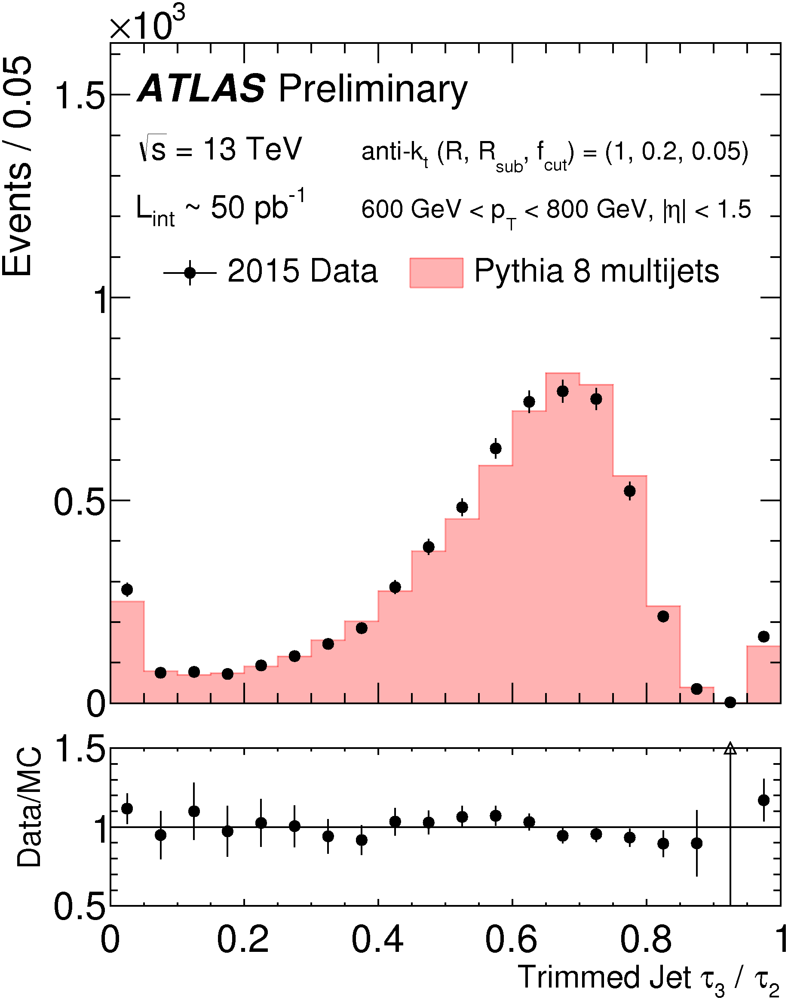 ×10³
Events / 0.05
1.5
1
0.5
0
ATLAS Preliminary
√s = 13 TeV
anti-kt (R, Rsub, fcut) = (1, 0.2, 0.05)
Lint ~ 50 pb-1
600 GeV < pT < 800 GeV, |η| < 1.5
2015 Data
Pythia 8 multijets
Data/MC
1.5
1
0.5
0 0.2 0.4 0.6 0.8 1
Trimmed Jet τ3 / τ2